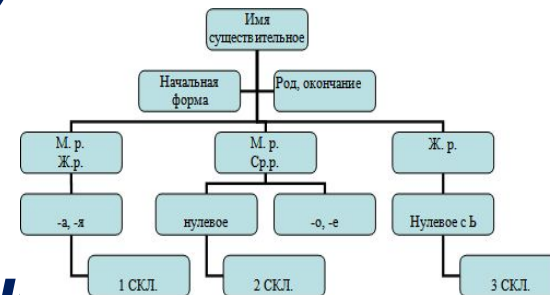 Имя
существительное
Начальная
форма
Род, окончание
М. р.
Ж.р.
М. р.
Ср.р.
Ж. р.
-а, -я
нулевое
-о, -е
Нулевое с Ь
1 СКЛ.
2 СКЛ.
3 СКЛ.